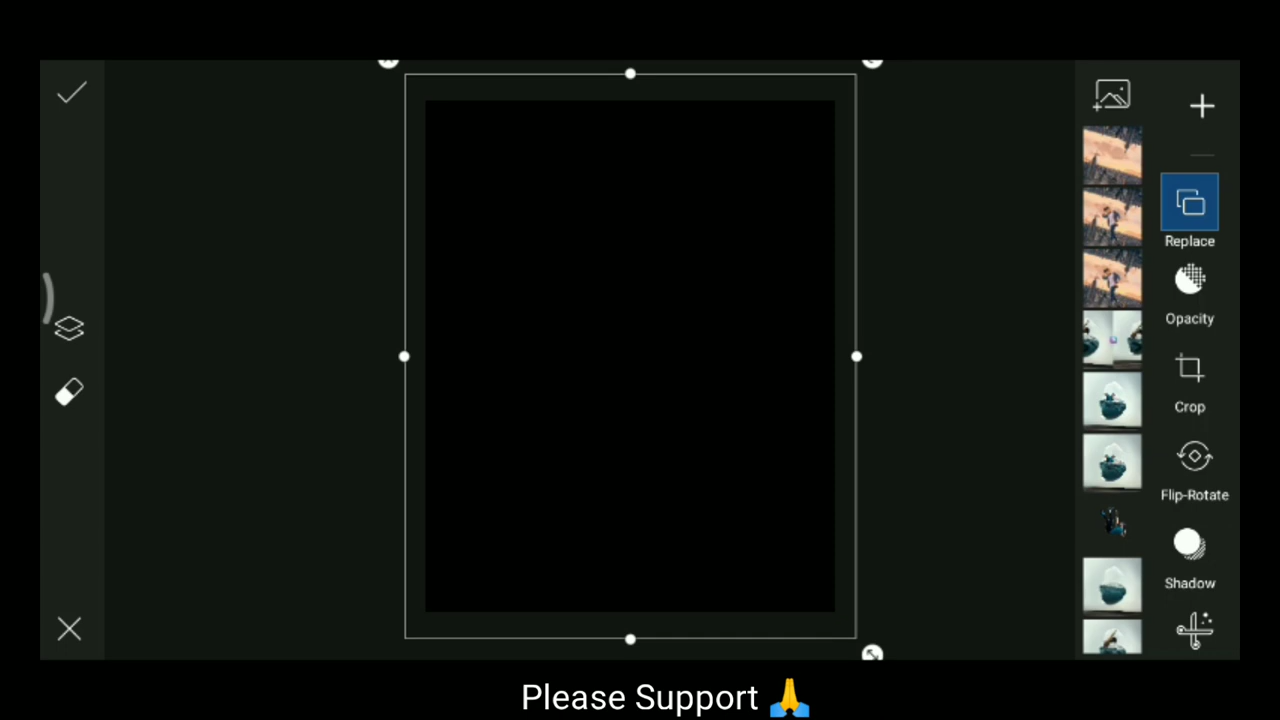 Replace
Opacity
Crop
Flip-Rotate
Shadow
Please Support 🙏